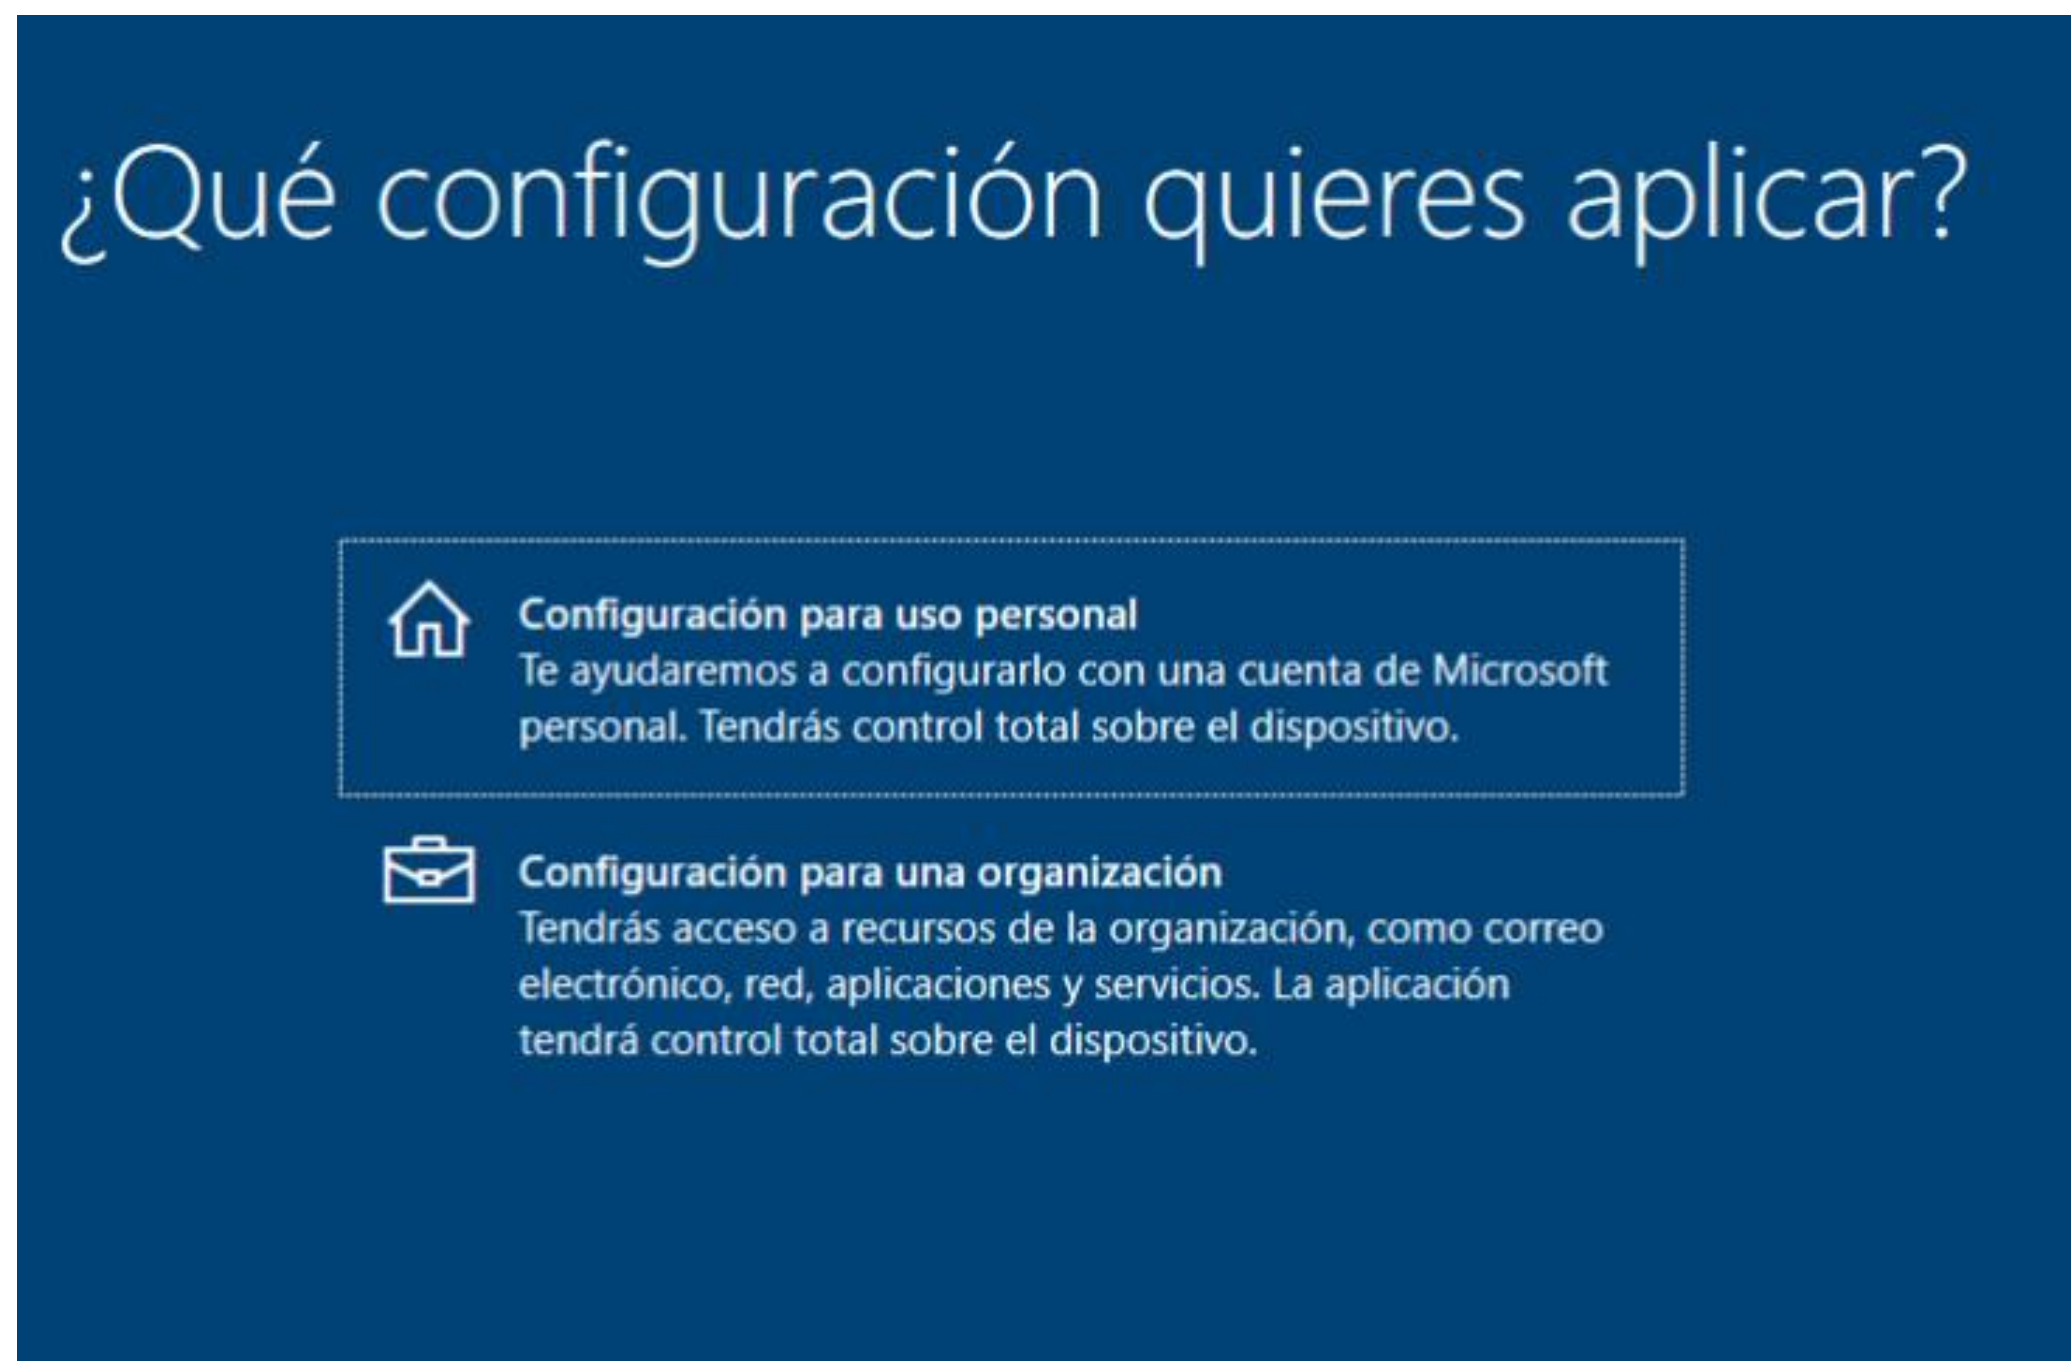 ¿Qué configuración quieres aplicar?
Configuración para uso personal
Te ayudaremos a configurarlo con una cuenta de Microsoft
personal. Tendrás control total sobre el dispositivo.
Configuración para una organización
Tendrás acceso a recursos de la organización, como correo
electrónico, red, aplicaciones y servicios. La aplicación
tendrá control total sobre el dispositivo.